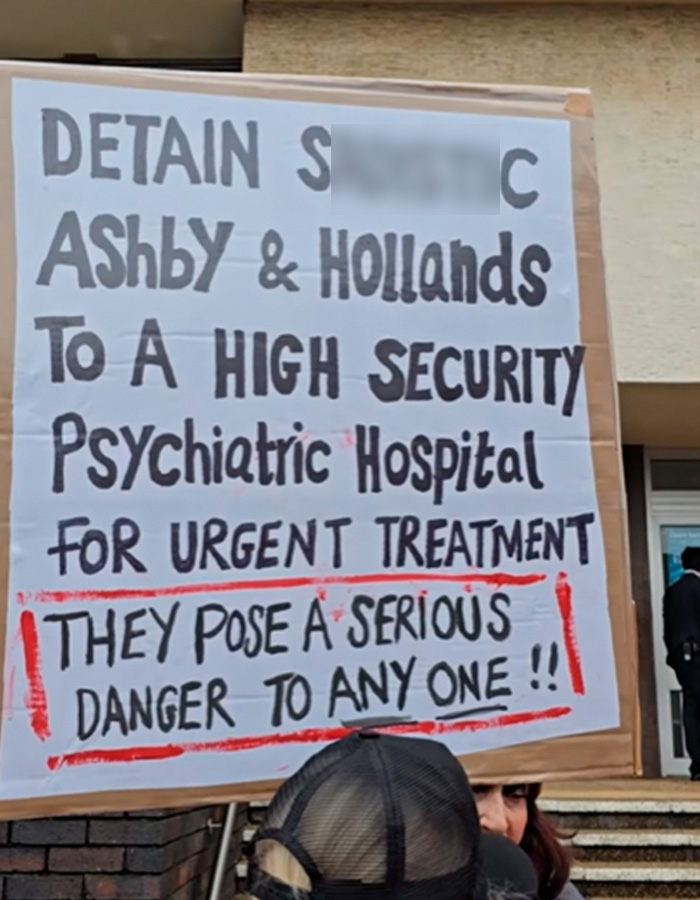 DETAIN
ASHbY & HOllandS
To A HIGH SECURITY
PSychiatric Hospital
FOR URGENT TREATMENT
THEY POSE A SERIOUS
DANGER TO ANY ONE !!